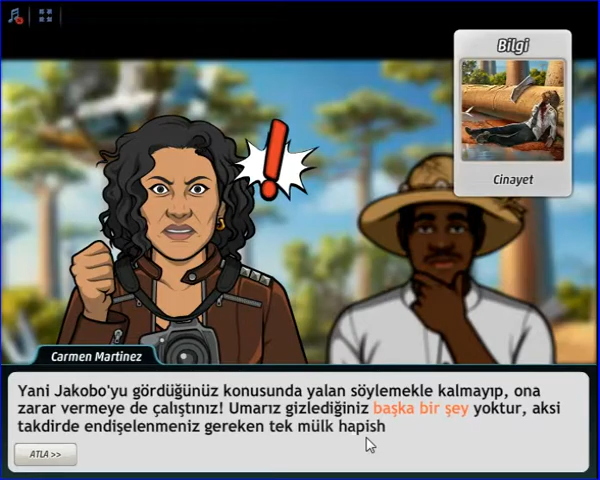 Bilgi
Cinayet
Carmen Martinez
Yani Jakobo'yu gördüğünüz konusunda yalan söylemekle kalmayıp, ona
zarar vermeye de çalıştınız! Umarız gizlediğiniz başka bir şey yoktur, aksi
takdirde endişelenmeniz gereken tek mülk hapish
ATLA >>